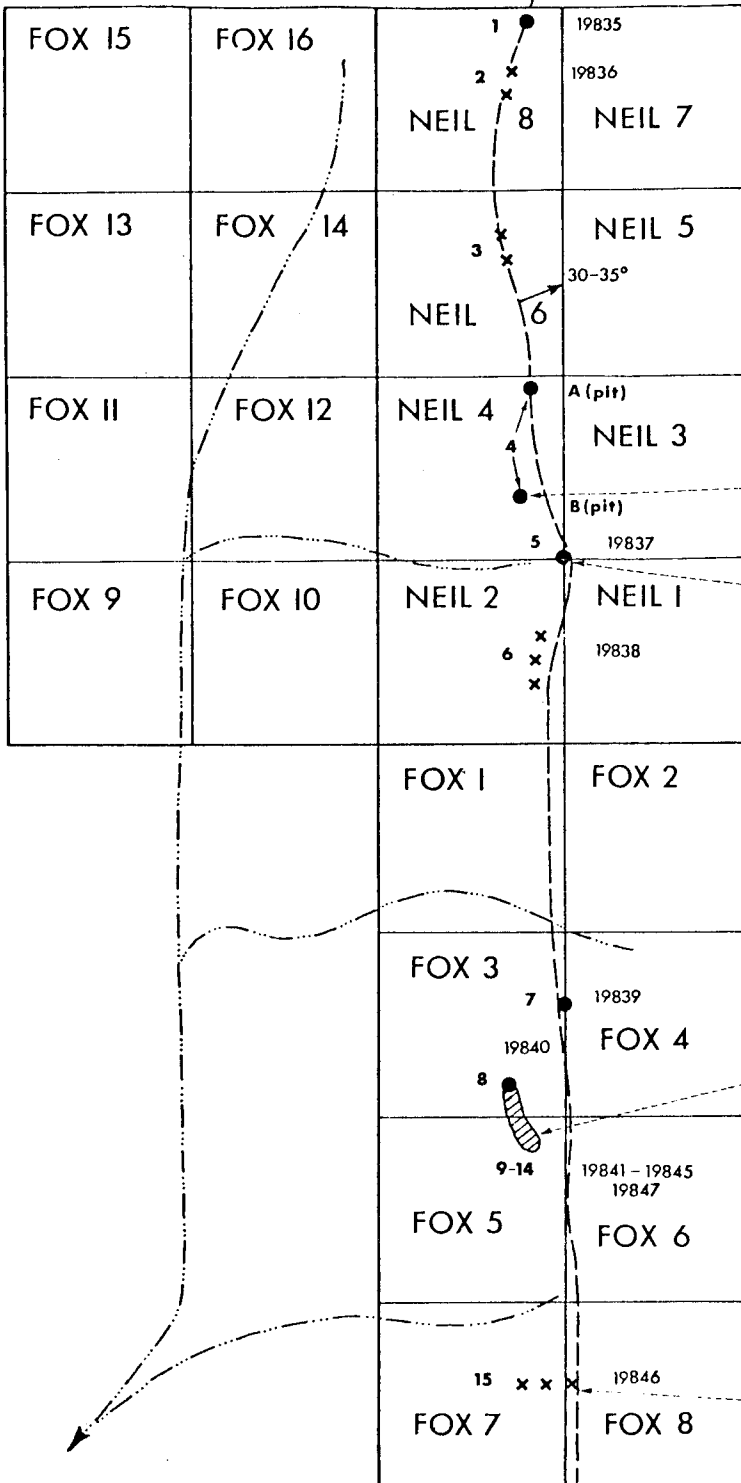 FOX 15
FOX 16
1
19835
2
19836
NEIL 8
NEIL 7
FOX 13
FOX 14
3
NEIL 5
30-35°
NEIL 6
FOX 11
FOX 12
NEIL 4
A (pit)
4
NEIL 3
B (pit)
5
19837
FOX 9
FOX 10
NEIL 2
NEIL 1
6
19838
FOX 1
FOX 2
FOX 3
7
19839
FOX 4
19840
8
9-14
19841 - 19845
19847
FOX 5
FOX 6
15
19846
FOX 7
FOX 8